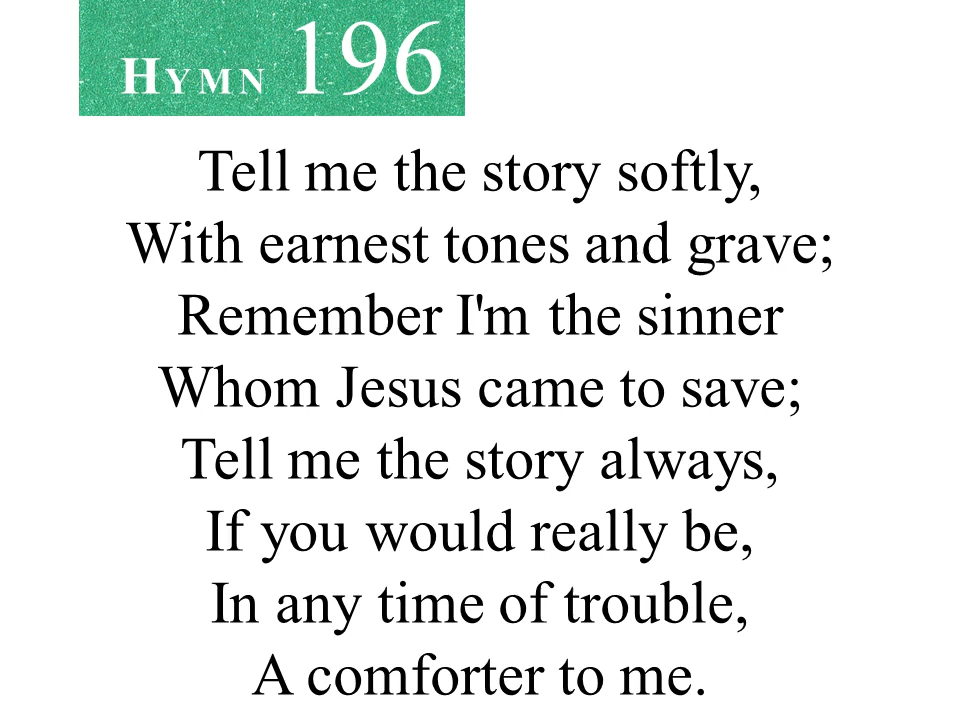 HYMN 196
Tell me the story softly,
With earnest tones and grave;
Remember I'm the sinner
Whom Jesus came to save;
Tell me the story always,
If you would really be,
In any time of trouble,
A comforter to me.